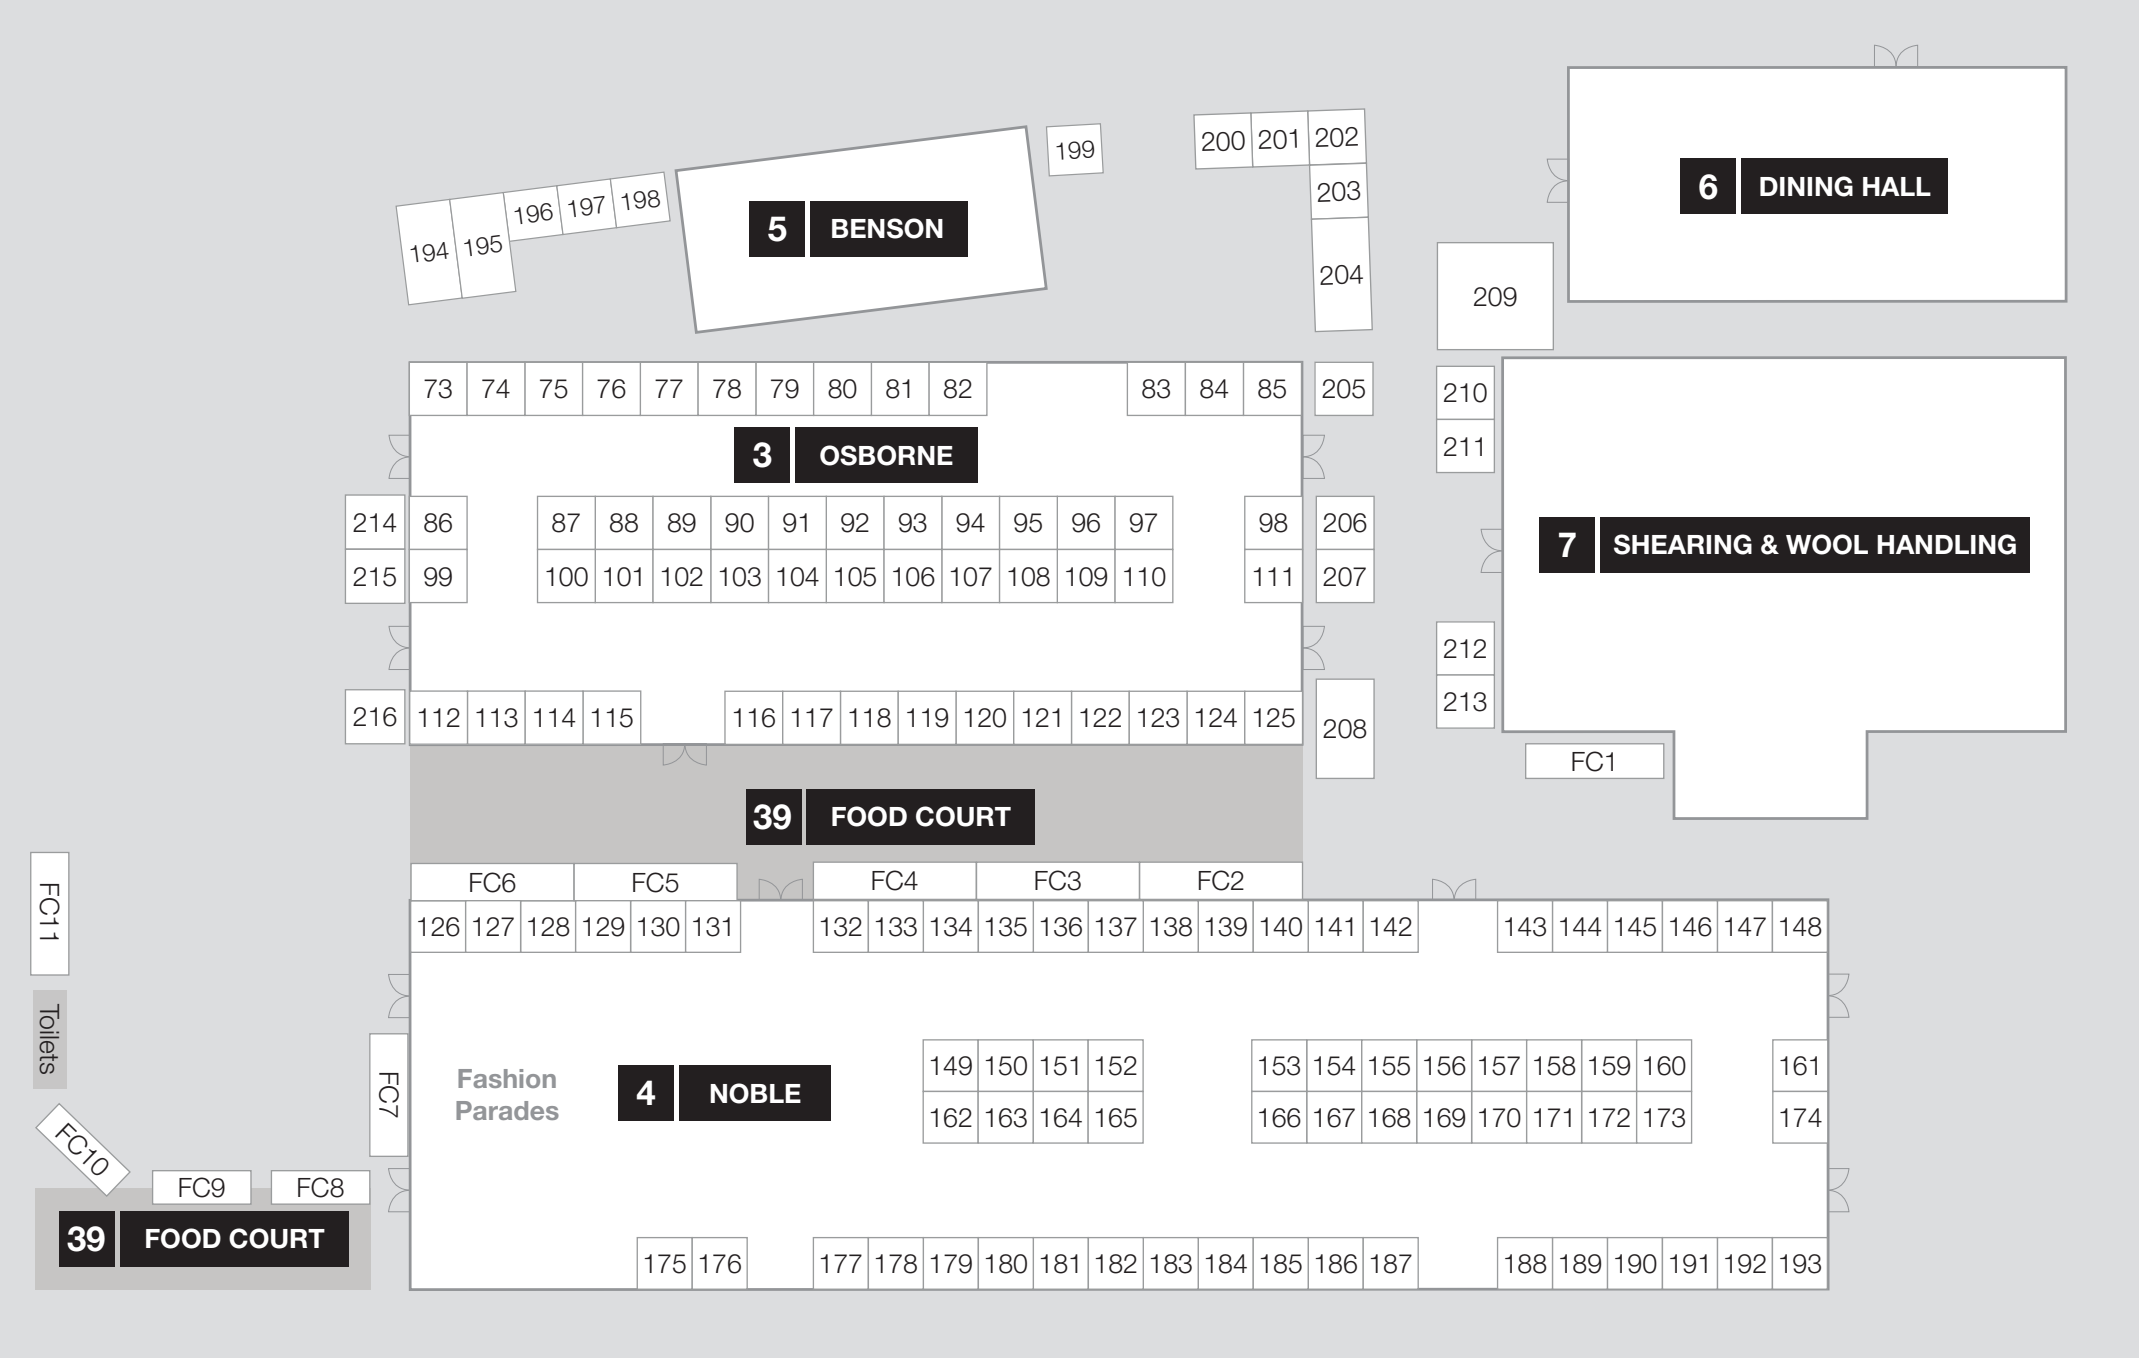 200 201 202
199
203
6 DINING HALL
194 195 196 197 198
5 BENSON
204
209
73 74 75 76 77 78 79 80 81 82 83 84 85 205
210
211
3 OSBORNE
214 86 87 88 89 90 91 92 93 94 95 96 97 98 206
7 SHEARING & WOOL HANDLING
215 99 100 101 102 103 104 105 106 107 108 109 110 111 207
212
213
216 112 113 114 115 116 117 118 119 120 121 122 123 124 125 208
FC1
39 FOOD COURT
FC6 FC5 FC4 FC3 FC2
FC11
126 127 128 129 130 131 132 133 134 135 136 137 138 139 140 141 142 143 144 145 146 147 148
Toilets
149 150 151 152 153 154 155 156 157 158 159 160 161
Fashion
Parades
4 NOBLE
FC7
162 163 164 165 166 167 168 169 170 171 172 173 174
FC10
FC9 FC8
39 FOOD COURT
175 176 177 178 179 180 181 182 183 184 185 186 187 188 189 190 191 192 193